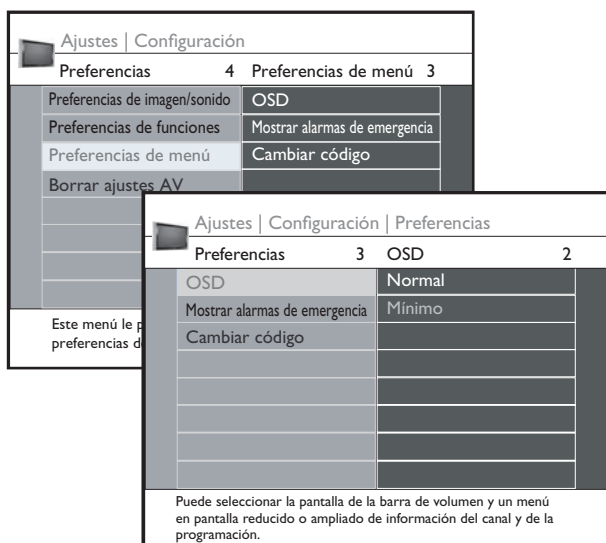 Ajustes | Configuración
Preferencias 4 Preferencias de menú 3
Preferencias de imagen/sonido OSD
Preferencias de funciones Mostrar alarmas de emergencia
Preferencias de menú Cambiar código
Borrar ajustes AV
Este menú le
preferencias
Ajustes | Configuración | Preferencias
Preferencias 3 OSD 2
OSD Normal
Mostrar alarmas de emergencia Mínimo
Cambiar código
Puede seleccionar la pantalla de la barra de volumen y un menú
en pantalla reducido o ampliado de información del canal y de la
programación.